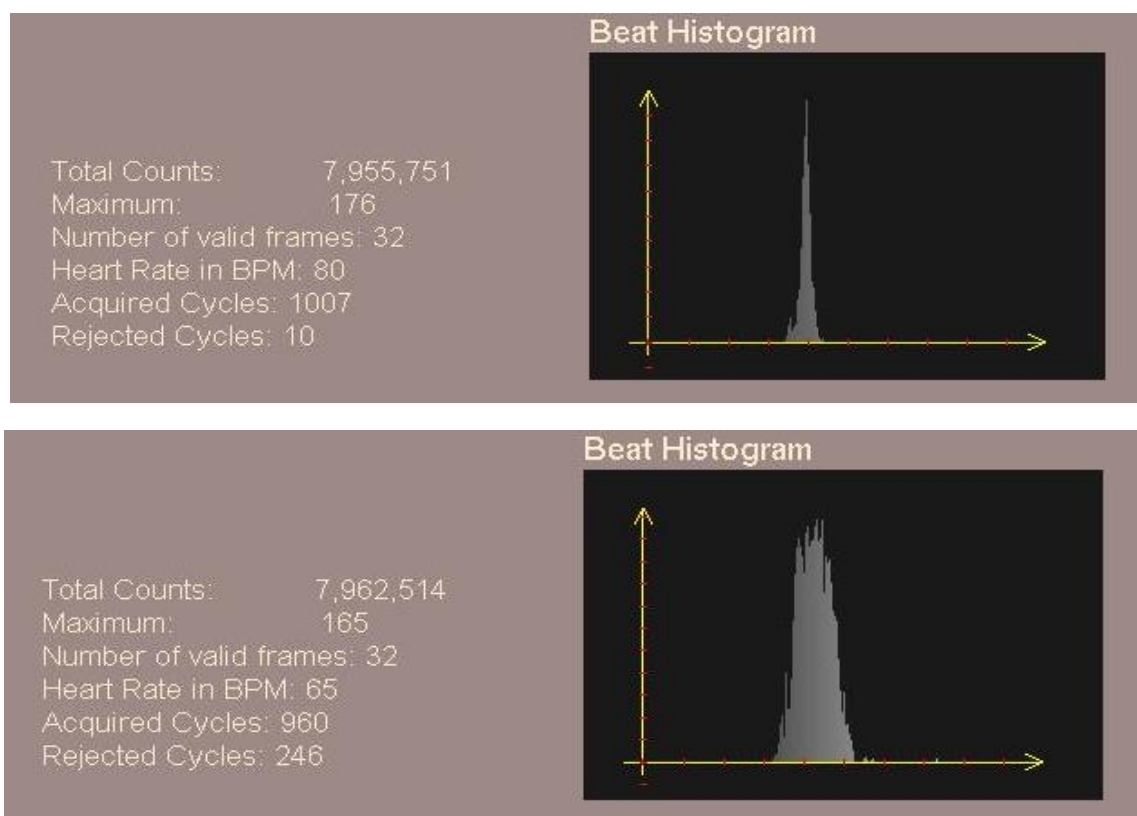 Beat Histogram
Total Counts: 7,955,751
Maximum: 176
Number of valid frames: 32
Heart Rate in BPM: 80
Acquired Cycles: 1007
Rejected Cycles: 10
Beat Histogram
Total Counts: 7,962,514
Maximum: 165
Number of valid frames: 32
Heart Rate in BPM: 65
Acquired Cycles: 960
Rejected Cycles: 246